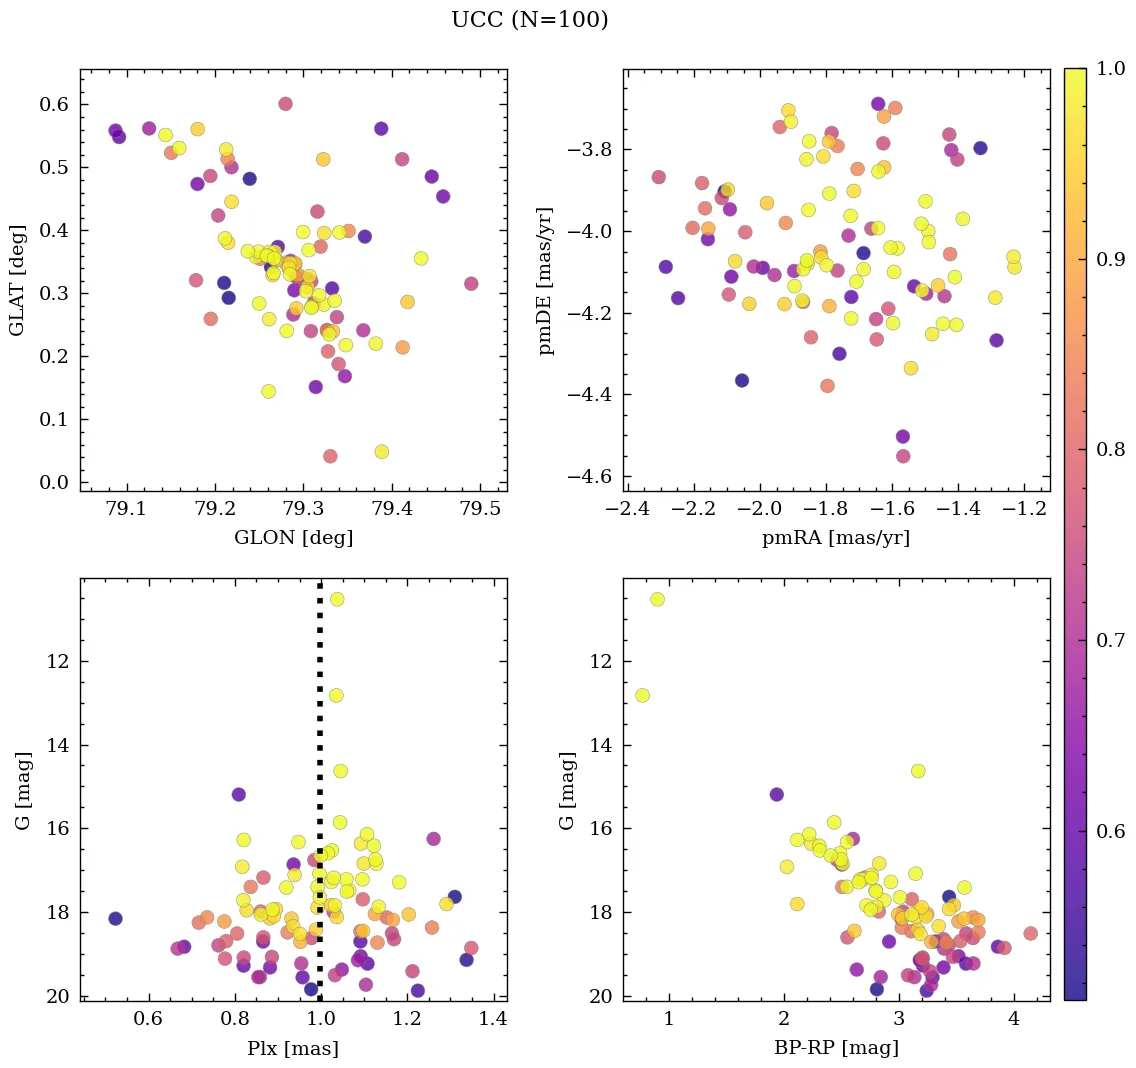 UCC (N=100)
0.6
0.5
0.4
0.3
0.2
0.1
0.0
GLAT [deg]
79.1 79.2 79.3 79.4 79.5
GLON [deg]
−3.8
−4.0
−4.2
−4.4
−4.6
pmDE [mas/yr]
−2.4 −2.2 −2.0 −1.8 −1.6 −1.4 −1.2
pmRA [mas/yr]
12
14
16
18
20
G [mag]
0.6 0.8 1.0 1.2 1.4
Plx [mas]
12
14
16
18
20
G [mag]
1 2 3 4
BP-RP [mag]
1.0
0.9
0.8
0.7
0.6